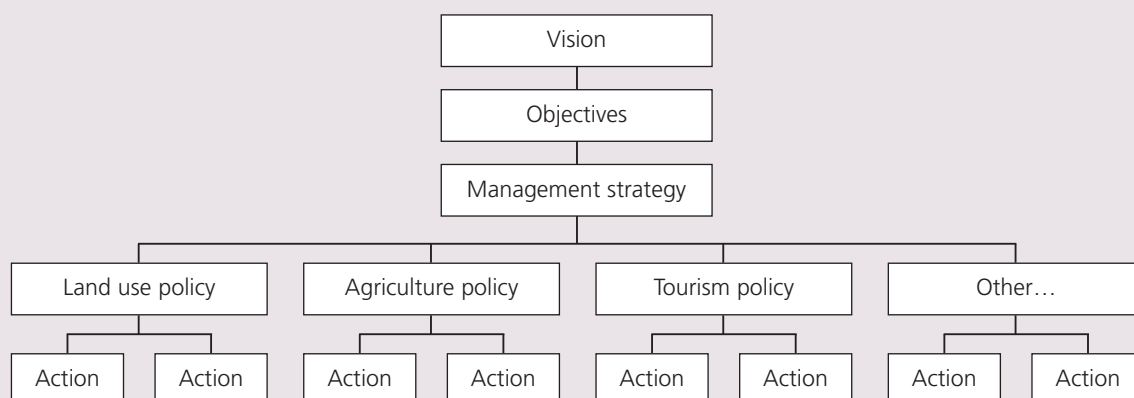 Vision
Objectives
Management strategy
Land use policy
Agriculture policy
Tourism policy
Other…
Action
Action
Action
Action
Action
Action
Action
Action